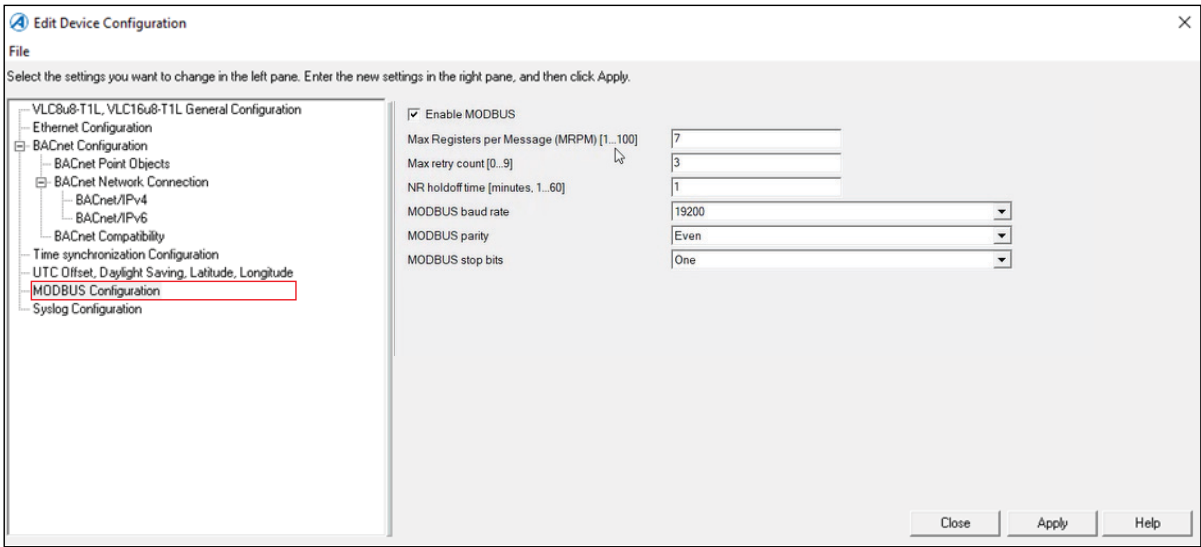 Edit Device Configuration
File
Select the settings you want to change in the left pane. Enter the new settings in the right pane, and then click Apply.
VLC8u8-T1L, VLC16u8-T1L General Configuration
Ethernet Configuration
BACnet Configuration
BACnet Point Objects
BACnet Network Connection
BACnet/IPv4
BACnet/IPv6
BACnet Compatibility
Time synchronization Configuration
UTC Offset, Daylight Saving, Latitude, Longitude
MODBUS Configuration
Syslog Configuration
Enable MODBUS
Max Registers per Message (MRPM) [1...100] 7
Max retry count [0...9] 3
NR holdoff time [minutes, 1...60] 1
MODBUS baud rate 19200
MODBUS parity Even
MODBUS stop bits One
Close Apply Help